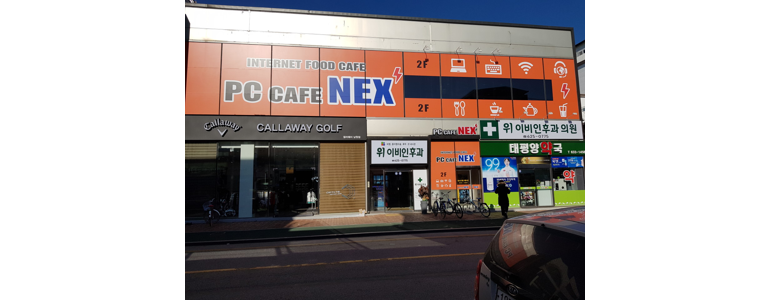 INTERNET FOOD CAFE
PC CAFE NEX
2F
2F
Callaway
CALLAWAY GOLF
PC CAFE NEX
위 이비인후과 의원
위 이비인후과
PC CAFE NEX
2F
태평양약국
약